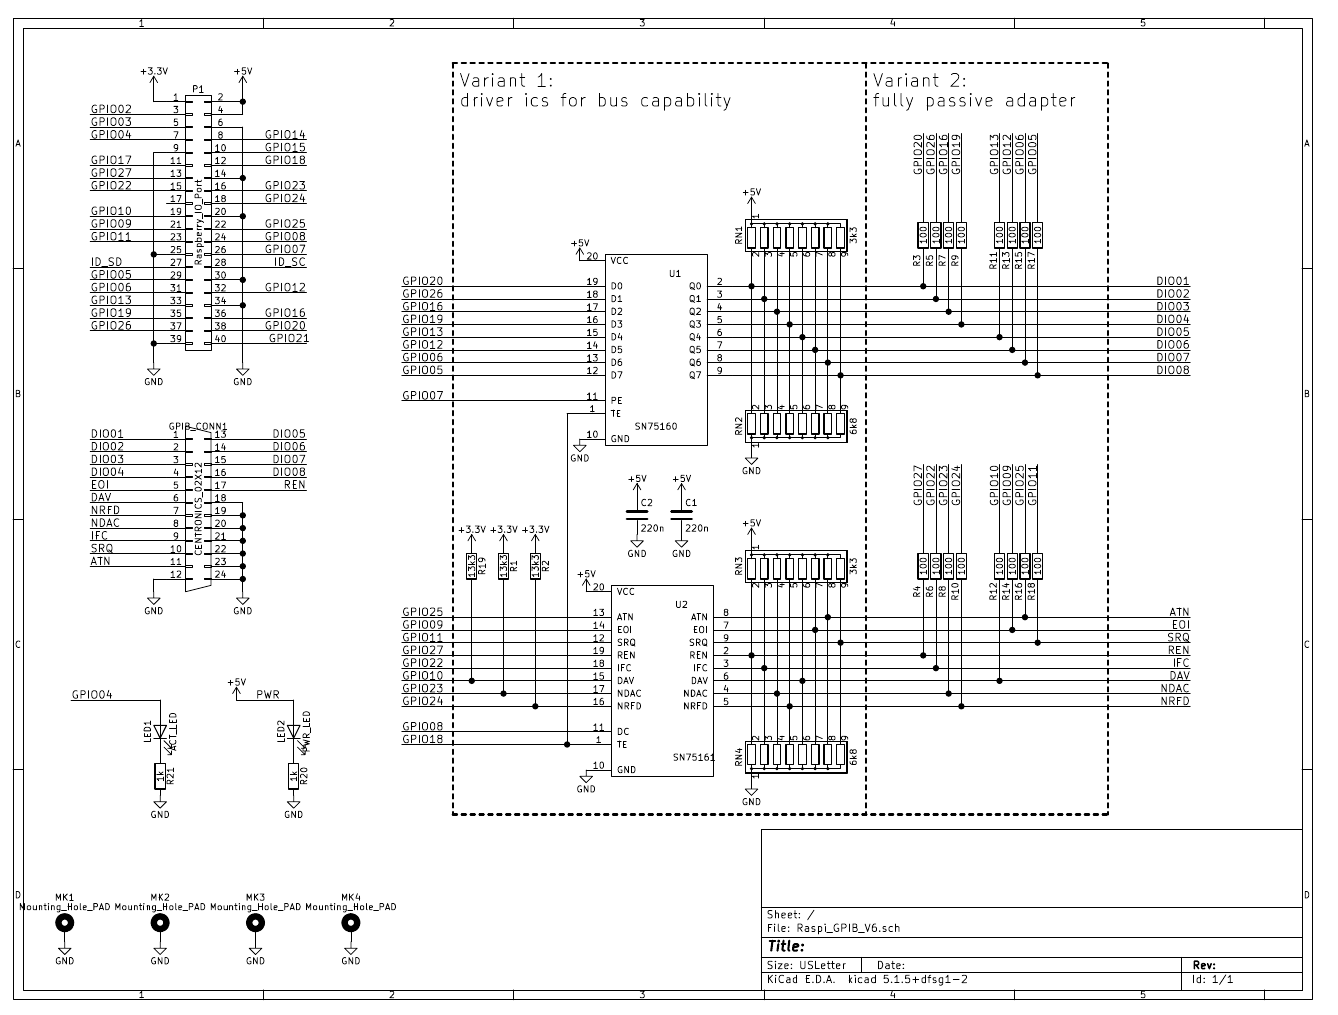 1 2 3 4 5
A
B
C
D
+3.3V +5V
P1
Raspberry_IO_Port
1 2
GPIO02 3 4
GPIO03 5 6
GPIO04 7 8 GPIO14
9 10 GPIO15
GPIO17 11 12 GPIO18
GPIO27 13 14
GPIO22 15 16 GPIO23
17 18 GPIO24
GPIO10 19 20
GPIO09 21 22 GPIO25
GPIO11 23 24 GPIO08
25 26 GPIO07
ID_SD 27 28 ID_SC
GPIO05 29 30
GPIO06 31 32 GPIO12
GPIO13 33 34
GPIO19 35 36 GPIO16
GPIO26 37 38 GPIO20
39 40 GPIO21
GND GND
GPIB_CONN1
CENTRONICS_02X12
DIO01 1 13 DIO05
DIO02 2 14 DIO06
DIO03 3 15 DIO07
DIO04 4 16 DIO08
EOI 5 17 REN
DAV 6 18
NRFD 7 19
NDAC 8 20
IFC 9 21
SRQ 10 22
ATN 11 23
12 24
GND GND
GPIO04
LED1
ACT_LED
1k
R21
GND
+5V PWR
LED2
PWR_LED
1k
R20
GND
MK1 MK2 MK3 MK4
Mounting_Hole_PAD Mounting_Hole_PAD Mounting_Hole_PAD Mounting_Hole_PAD
GND GND GND GND
Variant 1:
driver ics for bus capability
+5V
20 VCC
U1
GPIO20 19 D0 Q0 2
GPIO26 18 D1 Q1 3
GPIO16 17 D2 Q2 4
GPIO19 16 D3 Q3 5
GPIO13 15 D4 Q4 6
GPIO12 14 D5 Q5 7
GPIO06 13 D6 Q6 8
GPIO05 12 D7 Q7 9
GPIO07 11 PE
1 TE
SN75160
10 GND
GND
+5V
RN1
1
2 3 4 5 6 7 8 9
3k3
RN2
1
2 3 4 5 6 7 8 9
6k8
GND
+5V +5V
C2 C1
220n 220n
GND GND
+3.3V +3.3V +3.3V
13k3 R19 13k3 R1 13k3 R2
+5V
20 VCC
U2
GPIO25 13 ATN ATN 8
GPIO09 14 EOI EOI 7
GPIO11 12 SRQ SRQ 9
GPIO27 19 REN REN 2
GPIO22 18 IFC IFC 3
GPIO10 15 DAV DAV 6
GPIO23 17 NDAC NDAC 4
GPIO24 16 NRFD NRFD 5
GPIO08 11 DC
GPIO18 1 TE
SN75161
10 GND
GND
+5V
RN3
1
2 3 4 5 6 7 8 9
3k3
RN4
1
2 3 4 5 6 7 8 9
6k8
GND
Variant 2:
fully passive adapter
GPIO20 GPIO26 GPIO16 GPIO19 GPIO13 GPIO12 GPIO06 GPIO05
100 100 100 100 100 100 100 100
R3 R5 R7 R9 R11 R13 R15 R17
DIO01
DIO02
DIO03
DIO04
DIO05
DIO06
DIO07
DIO08
GPIO27 GPIO22 GPIO23 GPIO24 GPIO10 GPIO09 GPIO25 GPIO11
100 100 100 100 100 100 100 100
R4 R6 R8 R10 R12 R14 R16 R18
ATN
EOI
SRQ
REN
IFC
DAV
NDAC
NRFD
A
B
C
D
Sheet: /
File: Raspi_GPIB_V6.sch
Title:
Size: USLetter Date: Rev:
KiCad E.D.A. kicad 5.1.5+dfsg1-2 Id: 1/1
1 2 3 4 5